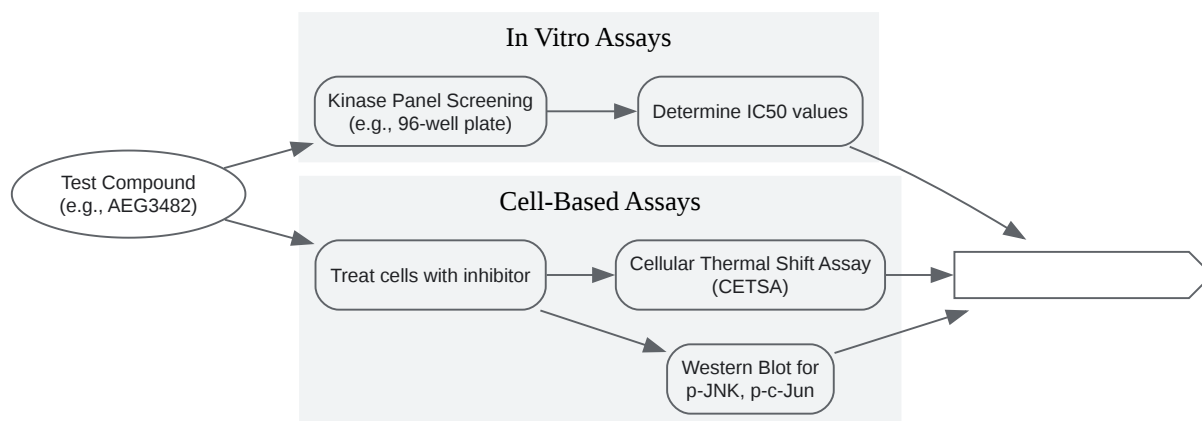 In Vitro Assays
Kinase Panel Screening
(e.g., 96-well plate)
Determine IC50 values
Test Compound
(e.g., AEG3482)
Cell-Based Assays
Treat cells with inhibitor
Cellular Thermal Shift Assay
(CETSA)
Western Blot for
p-JNK, p-c-Jun